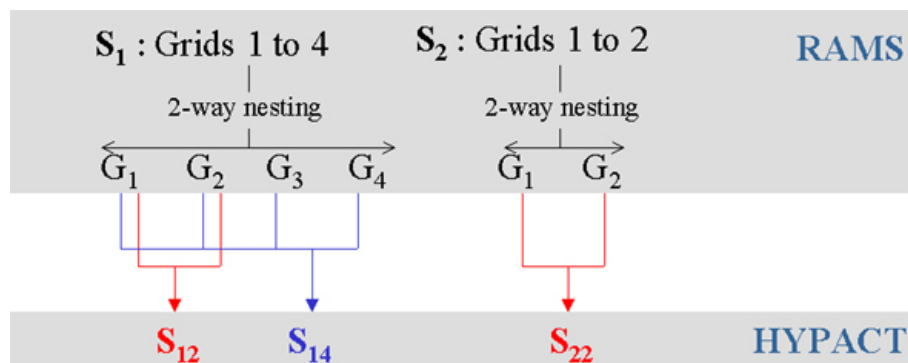 S₁ : Grids 1 to 4 S₂ : Grids 1 to 2 RAMS
2-way nesting 2-way nesting
G₁ G₂ G₃ G₄ G₁ G₂
S₁₂ S₁₄ S₂₂ HYPACT